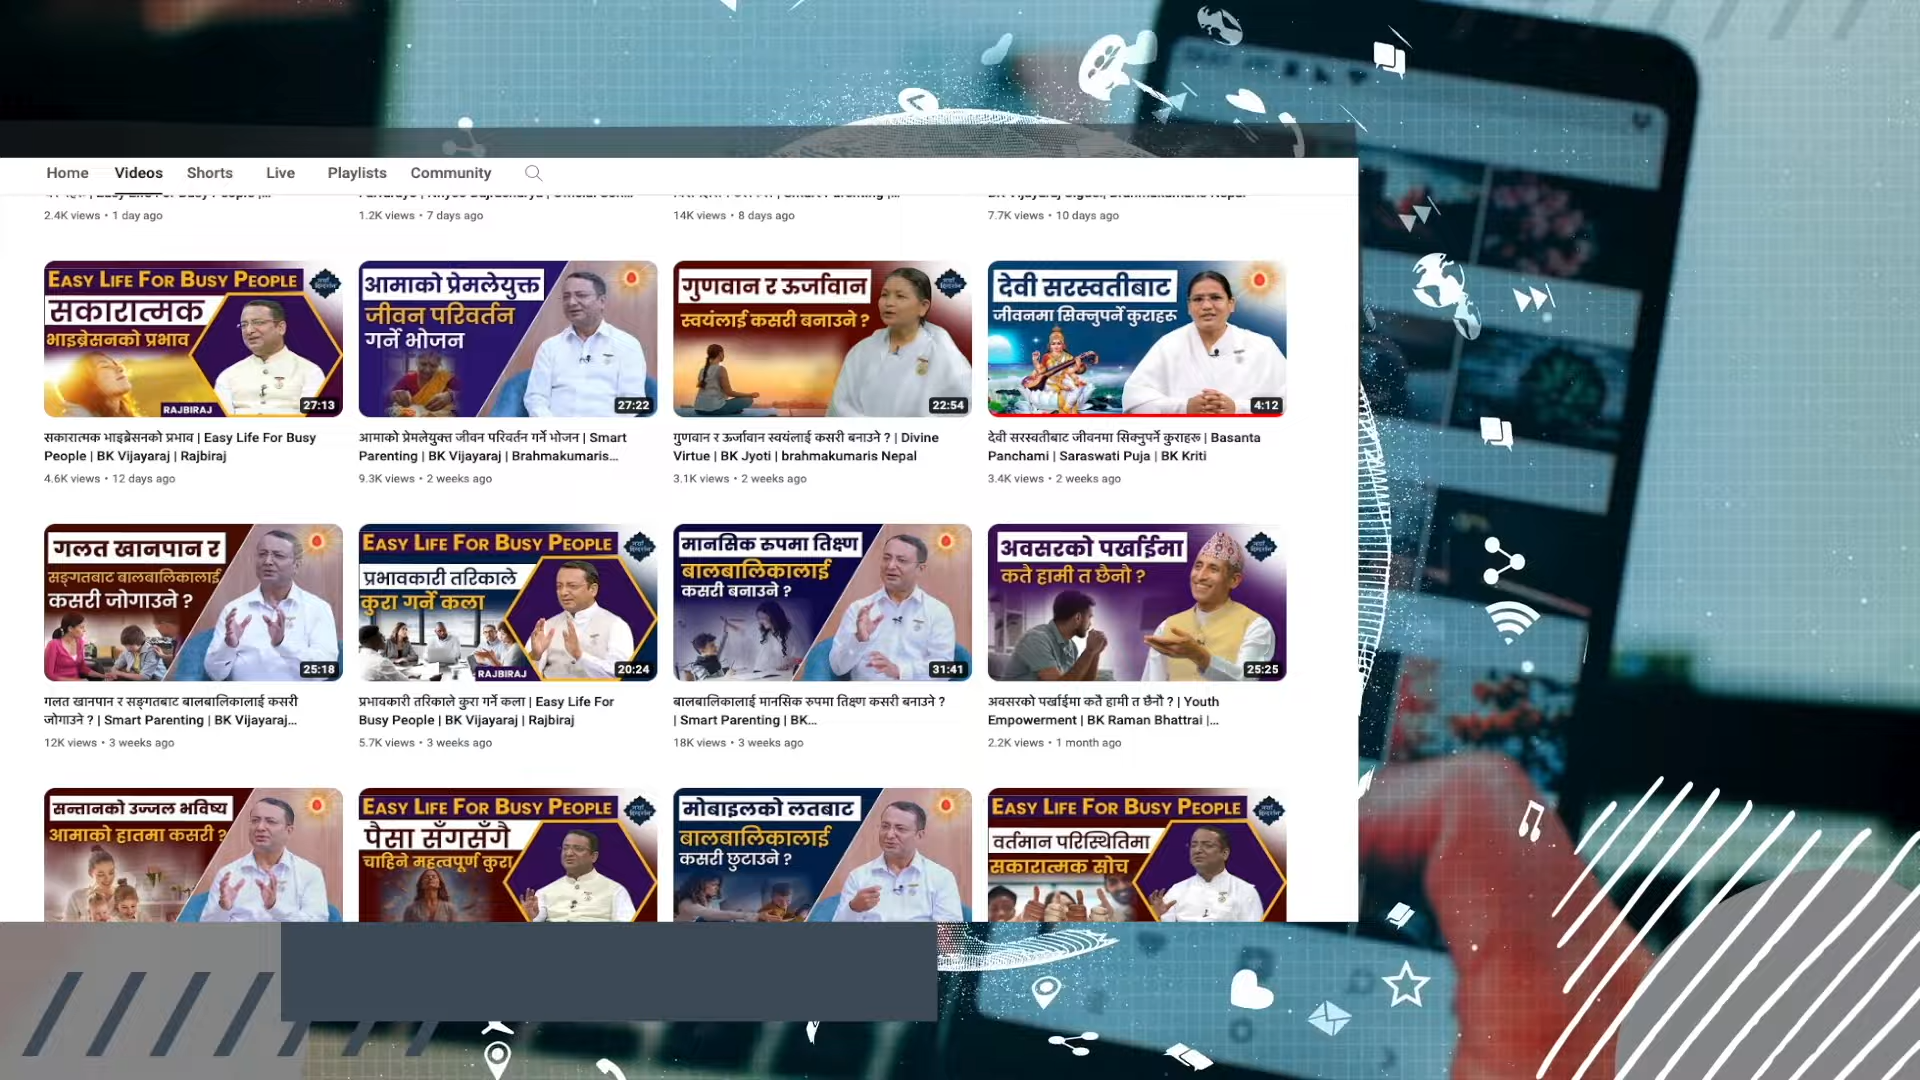 Home Videos Shorts Live Playlists Community
2.4K views • 1 day ago
1.2K views • 7 days ago
14K views • 8 days ago
7.7K views • 10 days ago
EASY LIFE FOR BUSY PEOPLE
सकारात्मक
भाइब्रेसनको प्रभाव
RAJBIRAJ
27:13
सकारात्मक भाइब्रेसनको प्रभाव | Easy Life For Busy
People | BK Vijayaraj | Rajbiraj
4.6K views • 12 days ago
आमाको प्रेमलेयुक्त
जीवन परिवर्तन
गर्ने भोजन
27:22
आमाको प्रेमलेयुक्त जीवन परिवर्तन गर्ने भोजन | Smart
Parenting | BK Vijayaraj | Brahmakumaris...
9.3K views • 2 weeks ago
गुणवान र ऊर्जावान
स्वयंलाई कसरी बनाउने ?
22:54
गुणवान र ऊर्जावान स्वयंलाई कसरी बनाउने ? | Divine
Virtue | BK Jyoti | brahmakumaris Nepal
3.1K views • 2 weeks ago
देवी सरस्वतीबाट
जीवनमा सिक्नुपर्ने कुराहरू
4:12
देवी सरस्वतीबाट जीवनमा सिक्नुपर्ने कुराहरू | Basanta
Panchami | Saraswati Puja | BK Kriti
3.4K views • 2 weeks ago
गलत खानपान र
सङ्गतबाट बालबालिकालाई
कसरी जोगाउने ?
25:18
गलत खानपान र सङ्गतबाट बालबालिकालाई कसरी
जोगाउने ? | Smart Parenting | BK Vijayaraj...
12K views • 3 weeks ago
EASY LIFE FOR BUSY PEOPLE
प्रभावकारी तरिकाले
कुरा गर्ने कला
RAJBIRAJ
20:24
प्रभावकारी तरिकाले कुरा गर्ने कला | Easy Life For
Busy People | BK Vijayaraj | Rajbiraj
5.7K views • 3 weeks ago
मानसिक रुपमा तिक्ष्ण
बालबालिकालाई
कसरी बनाउने ?
31:41
बालबालिकालाई मानसिक रुपमा तिक्ष्ण कसरी बनाउने ?
| Smart Parenting | BK...
18K views • 3 weeks ago
अवसरको पर्खाईमा
कतै हामी त छैनौ ?
25:25
अवसरको पर्खाईमा कतै हामी त छैनौ ? | Youth
Empowerment | BK Raman Bhattrai |...
2.2K views • 1 month ago
सन्तानको उज्जल भविष्य
आमाको हातमा कसरी ?
EASY LIFE FOR BUSY PEOPLE
पैसा सँगसँगै
चाहिने महत्वपूर्ण कुरा
मोबाइलको लतबाट
बालबालिकालाई
कसरी छुटाउने ?
EASY LIFE FOR BUSY PEOPLE
वर्तमान परिस्थितिमा
सकारात्मक सोच